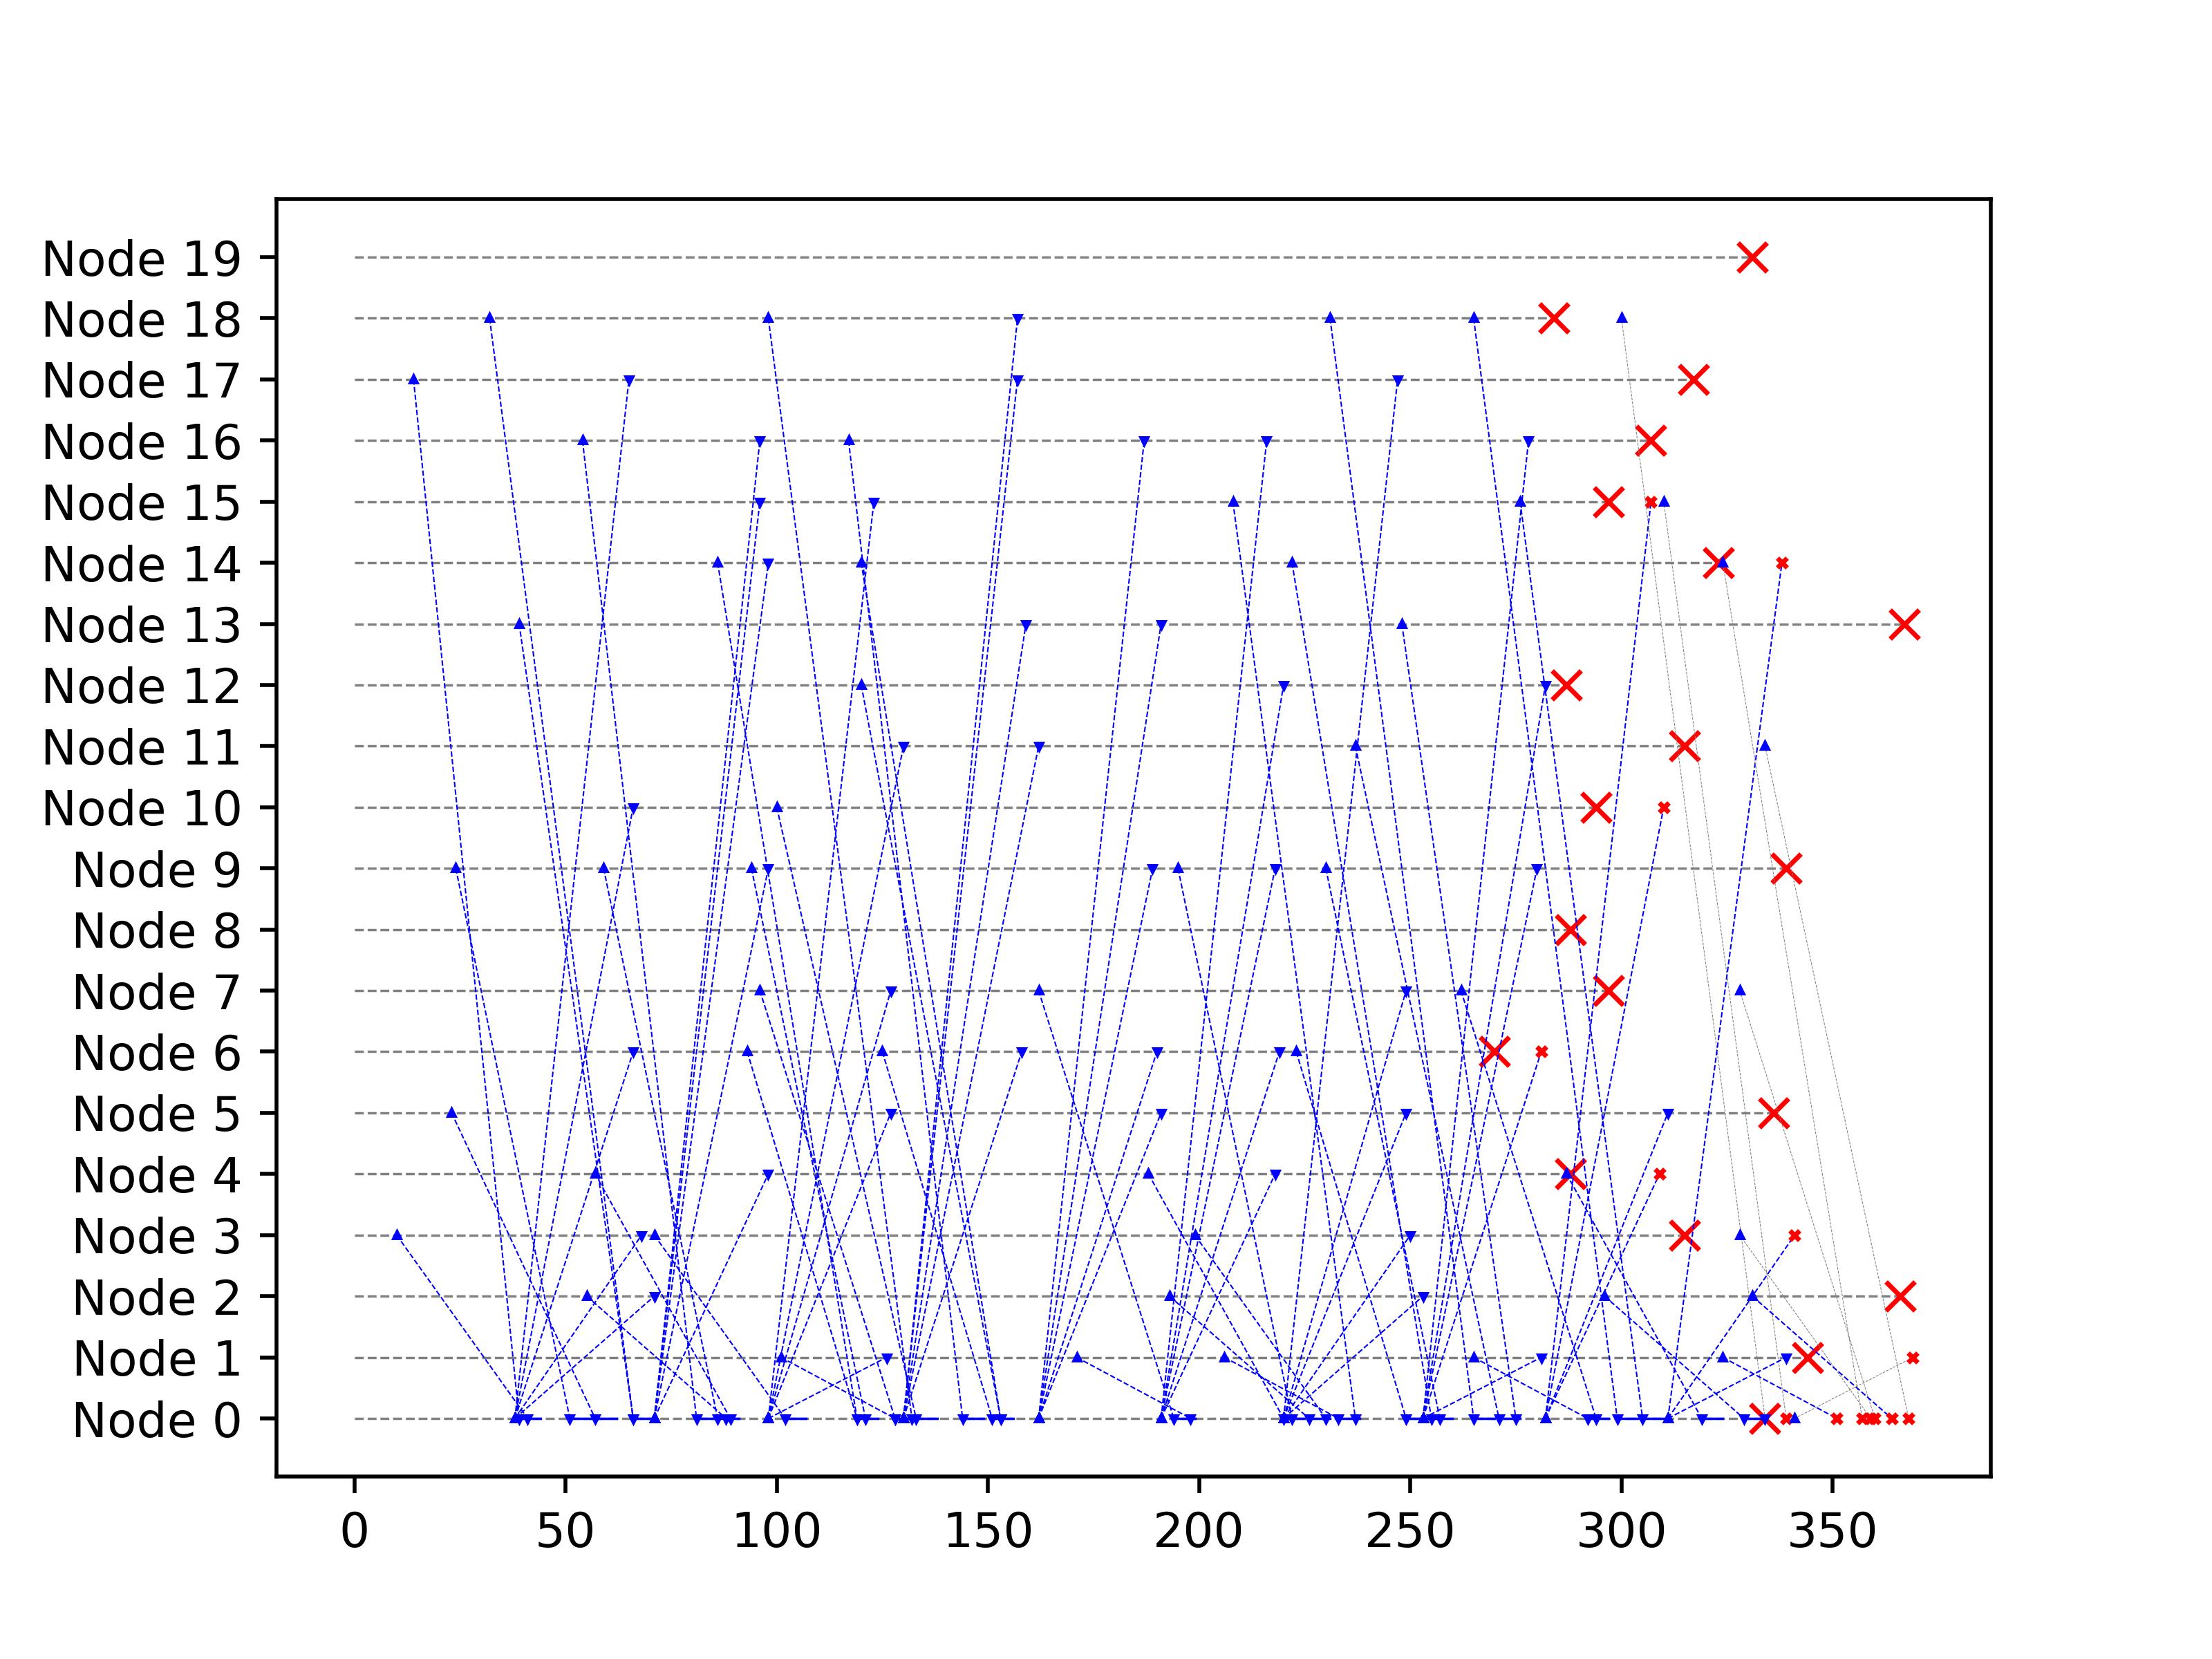 Node 19
Node 18
Node 17
Node 16
Node 15
Node 14
Node 13
Node 12
Node 11
Node 10
Node 9
Node 8
Node 7
Node 6
Node 5
Node 4
Node 3
Node 2
Node 1
Node 0
0 50 100 150 200 250 300 350